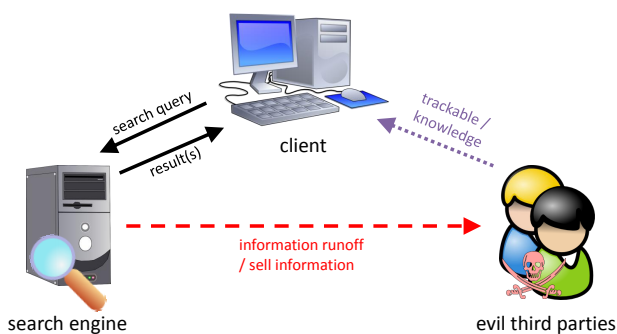 search query
result(s)
client
trackable /
knowledge
information runoff
/ sell information
search engine
evil third parties